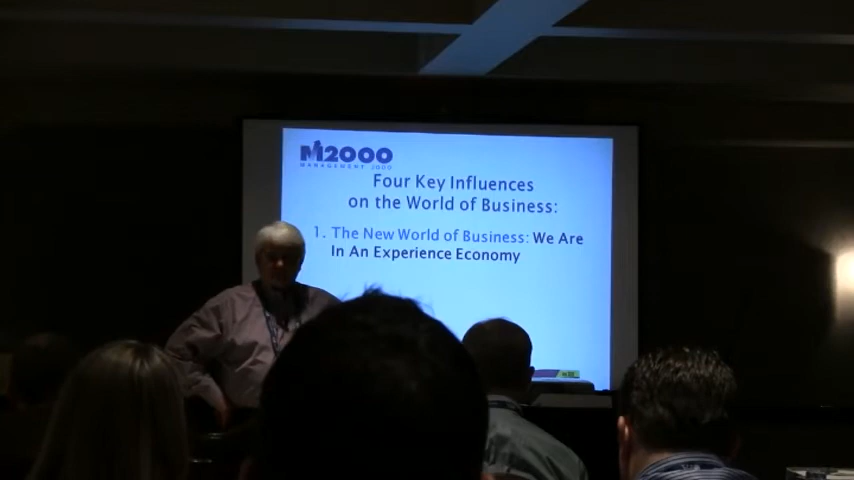 M2000
MANAGEMENT 2000
Four Key Influences
on the World of Business:
1. The New World of Business: We Are
In An Experience Economy